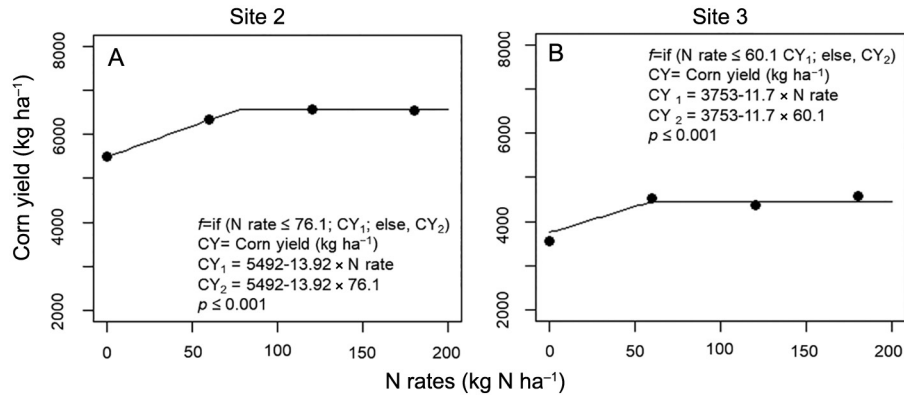 Site 2
Site 3
A
B
Corn yield (kg ha⁻¹)
8000
6000
4000
2000
f=if (N rate ≤ 76.1; CY₁; else, CY₂)
CY= Corn yield (kg ha⁻¹)
CY₁ = 5492-13.92 × N rate
CY₂ = 5492-13.92 × 76.1
p ≤ 0.001
0 50 100 150 200
8000
6000
4000
2000
f=if (N rate ≤ 60.1 CY₁; else, CY₂)
CY= Corn yield (kg ha⁻¹)
CY ₁ = 3753-11.7 × N rate
CY ₂ = 3753-11.7 × 60.1
p ≤ 0.001
0 50 100 150 200
N rates (kg N ha⁻¹)